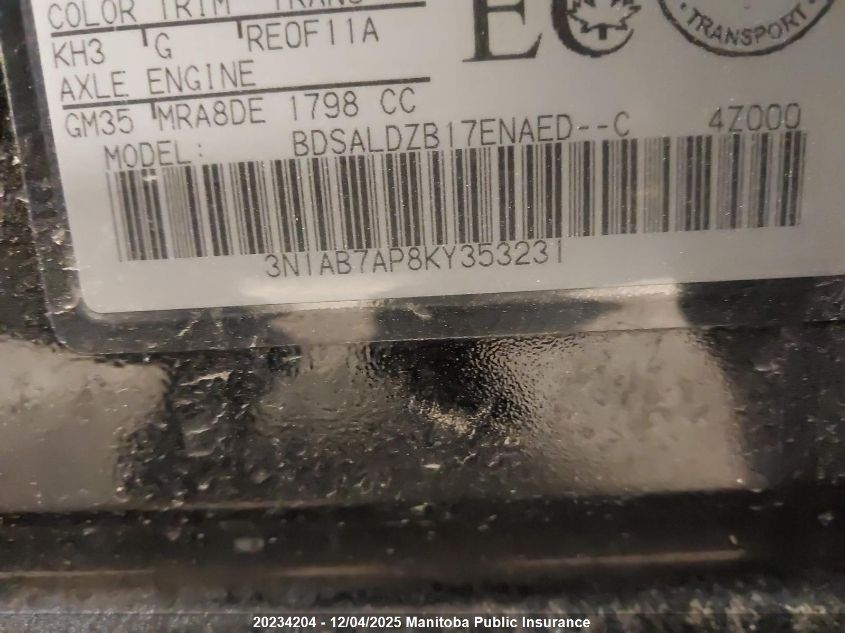 COLOR TRIM TRANS
KH3 G RE0F11A
EC
TRANSPORT
AXLE ENGINE
GM35 MRA8DE 1798 CC
MODEL: BDSALDZB17ENAED--C 4Z000
3N1AB7AP8KY353231
20234204 - 12/04/2025 Manitoba Public Insurance